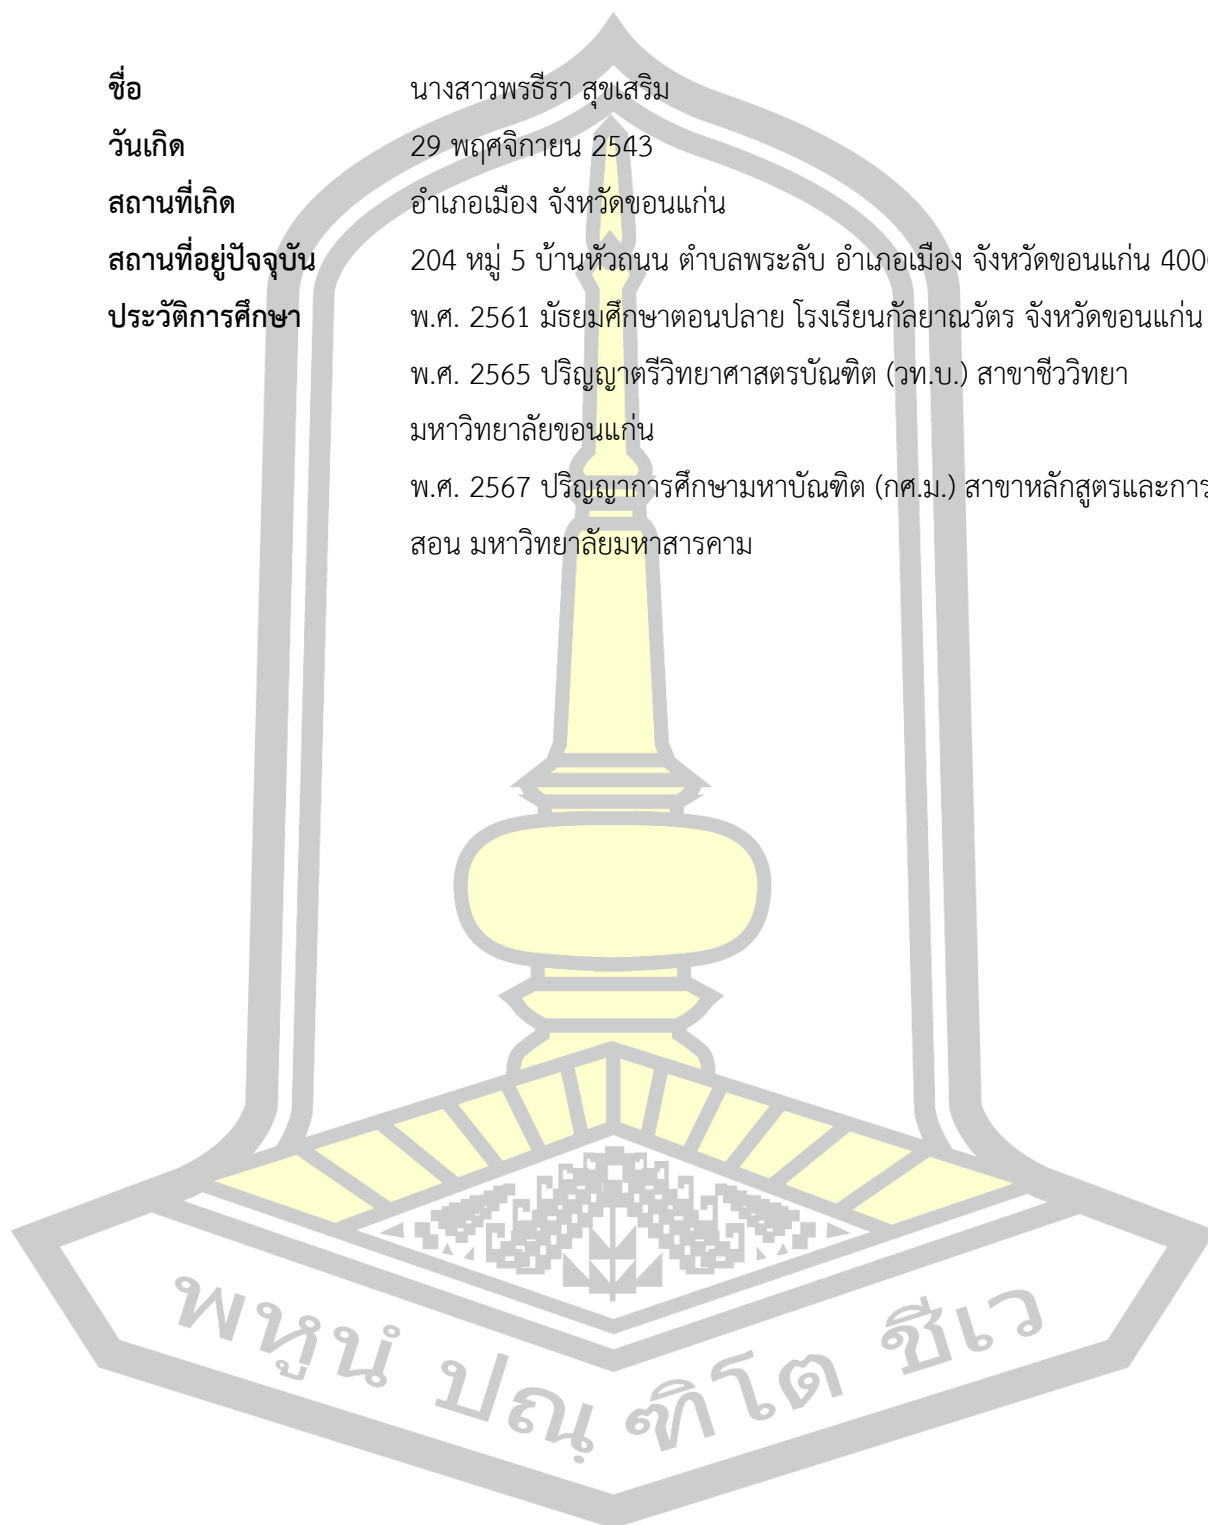 ชื่อ นางสาวพรธีรา สุขเสริม
วันเกิด 29 พฤศจิกายน 2543
สถานที่เกิด อำเภอเมือง จังหวัดขอนแก่น
สถานที่อยู่ปัจจุบัน 204 หมู่ 5 บ้านหัวถนน ตำบลพระลับ อำเภอเมือง จังหวัดขอนแก่น
ประวัติการศึกษา พ.ศ. 2561 มัธยมศึกษาตอนปลาย โรงเรียนกัลยาณวัตร จังหวัดขอนแก่น
พ.ศ. 2565 ปริญญาตรีวิทยาศาสตรบัณฑิต (วท.บ.) สาขาชีววิทยา
มหาวิทยาลัยขอนแก่น
พ.ศ. 2567 ปริญญาการศึกษามหาบัณฑิต (กศ.ม.) สาขาหลักสูตรและการ
สอน มหาวิทยาลัยมหาสารคาม
พหูนํ ปณฺฑิโต ชีเว